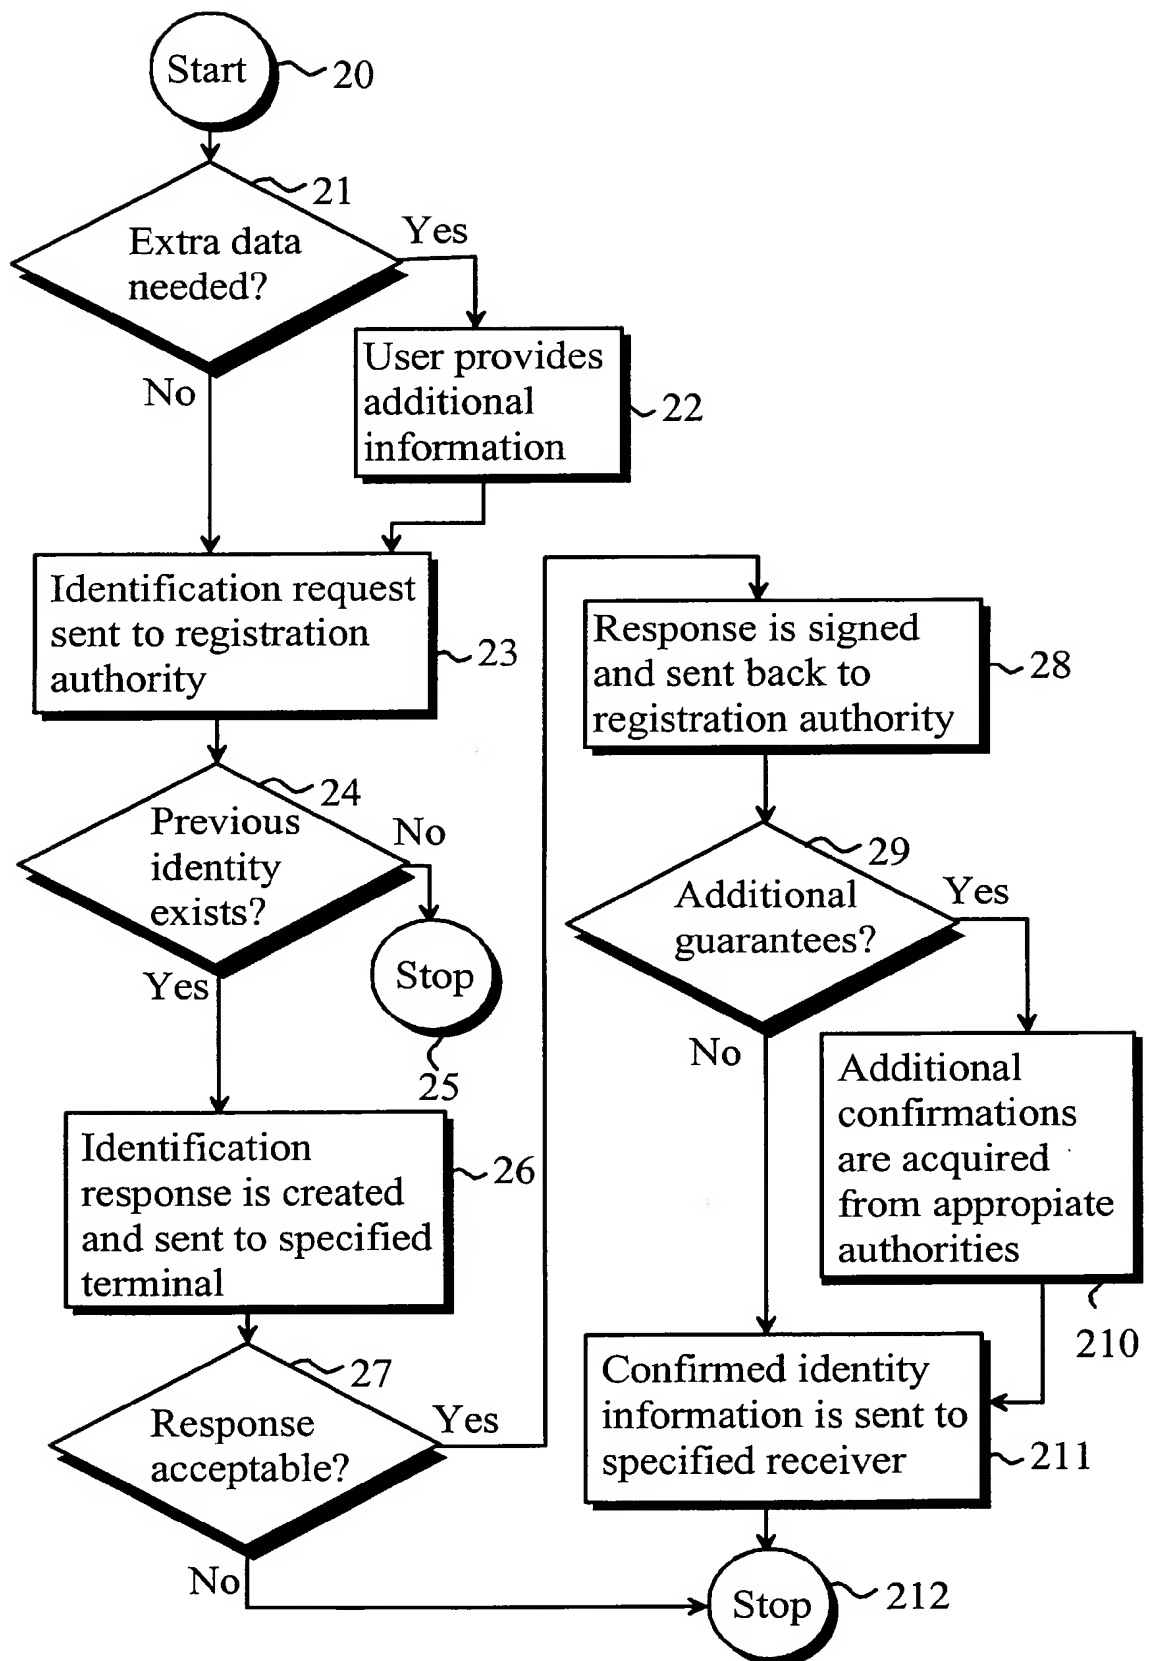 Start
20
21
Extra data
needed?
Yes
No
User provides
additional
information
22
Identification request
sent to registration
authority
23
24
Previous
identity
exists?
No
Yes
Stop
25
Identification
response is created
and sent to specified
terminal
26
27
Response
acceptable?
Yes
No
Response is signed
and sent back to
registration authority
28
29
Additional
guarantees?
Yes
No
Additional
confirmations
are acquired
from appropiate
authorities
210
Confirmed identity
information is sent to
specified receiver
211
Stop
212